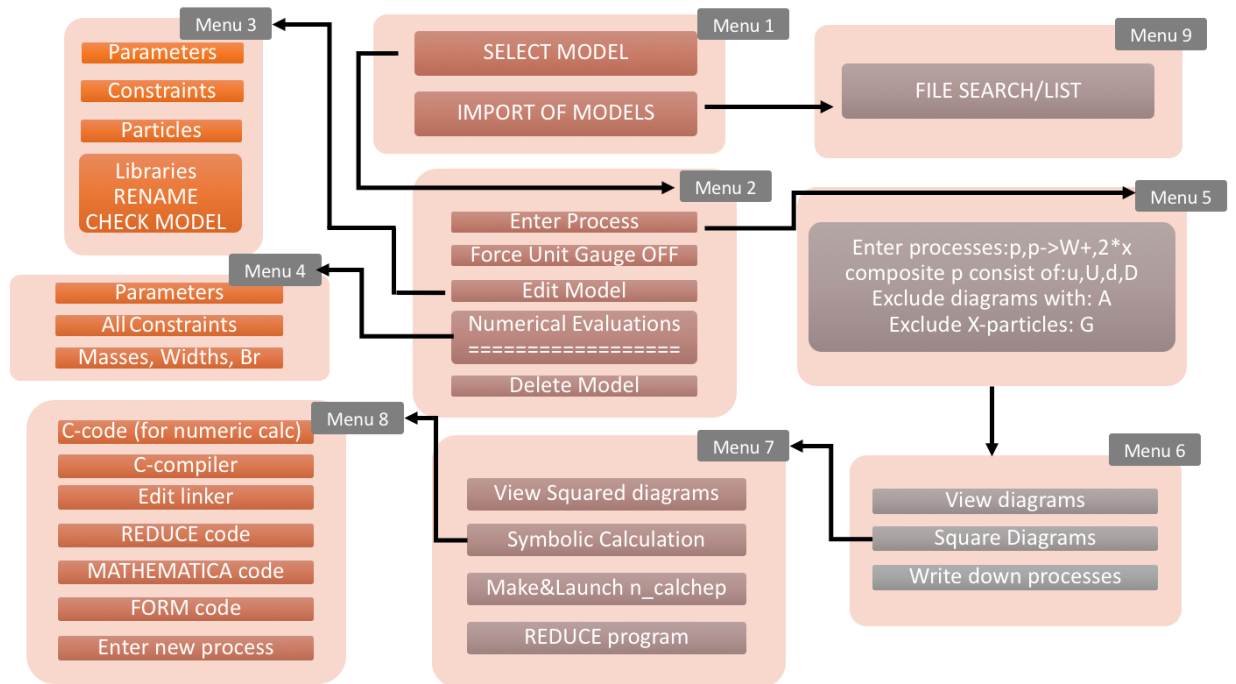 Menu 3
Parameters
Constraints
Particles
Libraries
RENAME
CHECK MODEL
Menu 1
SELECT MODEL
IMPORT OF MODELS
Menu 9
FILE SEARCH/LIST
Menu 2
Enter Process
Force Unit Gauge OFF
Edit Model
Numerical Evaluations
==================
Delete Model
Menu 5
Enter processes:p,p->W+,2*x
composite p consist of:u,U,d,D
Exclude diagrams with: A
Exclude X-particles: G
Menu 4
Parameters
All Constraints
Masses, Widths, Br
Menu 8
C-code (for numeric calc)
C-compiler
Edit linker
REDUCE code
MATHEMATICA code
FORM code
Enter new process
Menu 7
View Squared diagrams
Symbolic Calculation
Make&Launch n_calchep
REDUCE program
Menu 6
View diagrams
Square Diagrams
Write down processes